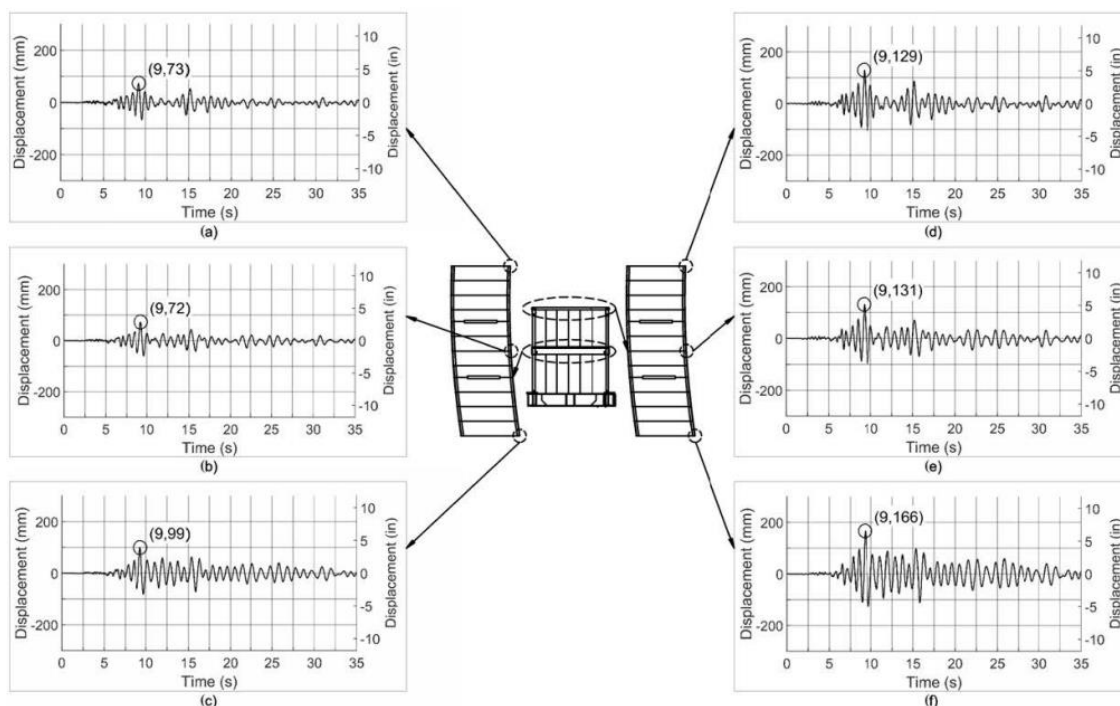 200
0
-200
Displacement (mm)
(9,73)
10
5
0
-5
-10
Displacement (in)
0 5 10 15 20 25 30 35
Time (s)
(a)
200
0
-200
Displacement (mm)
(9,72)
10
5
0
-5
-10
Displacement (in)
0 5 10 15 20 25 30 35
Time (s)
(b)
200
0
-200
Displacement (mm)
(9,99)
10
5
0
-5
-10
Displacement (in)
0 5 10 15 20 25 30 35
Time (s)
(c)
200
0
-200
Displacement (mm)
(9,129)
10
5
0
-5
-10
Displacement (in)
0 5 10 15 20 25 30 35
Time (s)
(d)
200
0
-200
Displacement (mm)
(9,131)
10
5
0
-5
-10
Displacement (in)
0 5 10 15 20 25 30 35
Time (s)
(e)
200
0
-200
Displacement (mm)
(9,166)
10
5
0
-5
-10
Displacement (in)
0 5 10 15 20 25 30 35
Time (s)
(f)